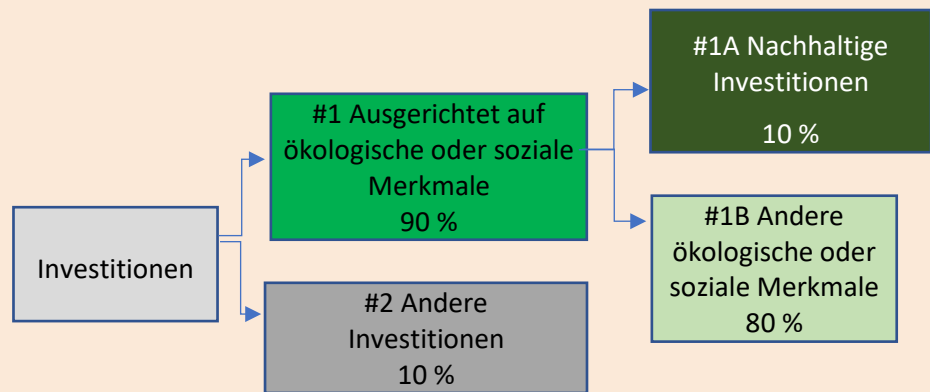 Investitionen
#1 Ausgerichtet auf
ökologische oder soziale
Merkmale
90 %
#2 Andere
Investitionen
10 %
#1A Nachhaltige
Investitionen
10 %
#1B Andere
ökologische oder
soziale Merkmale
80 %